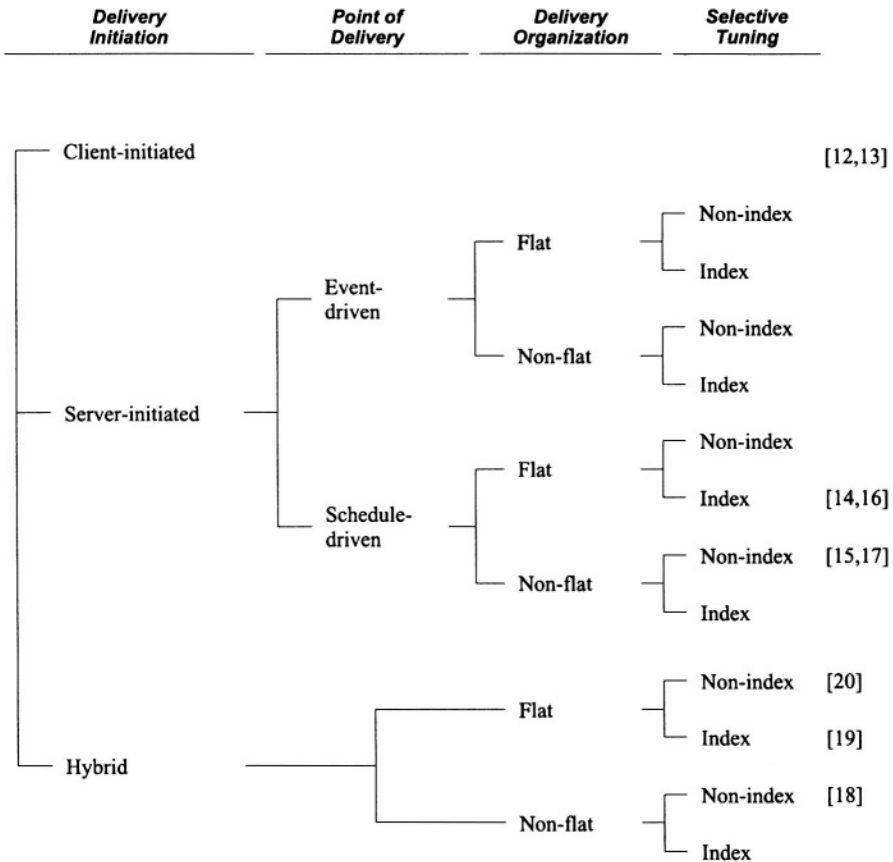 Delivery Initiation
Point of Delivery
Delivery Organization
Selective Tuning
Client-initiated
[12,13]
Server-initiated
Event-driven
Flat
Non-index
Index
Non-flat
Non-index
Index
Schedule-driven
Flat
Non-index
Index [14,16]
Non-flat
Non-index [15,17]
Index
Hybrid
Flat
Non-index [20]
Index [19]
Non-flat
Non-index [18]
Index